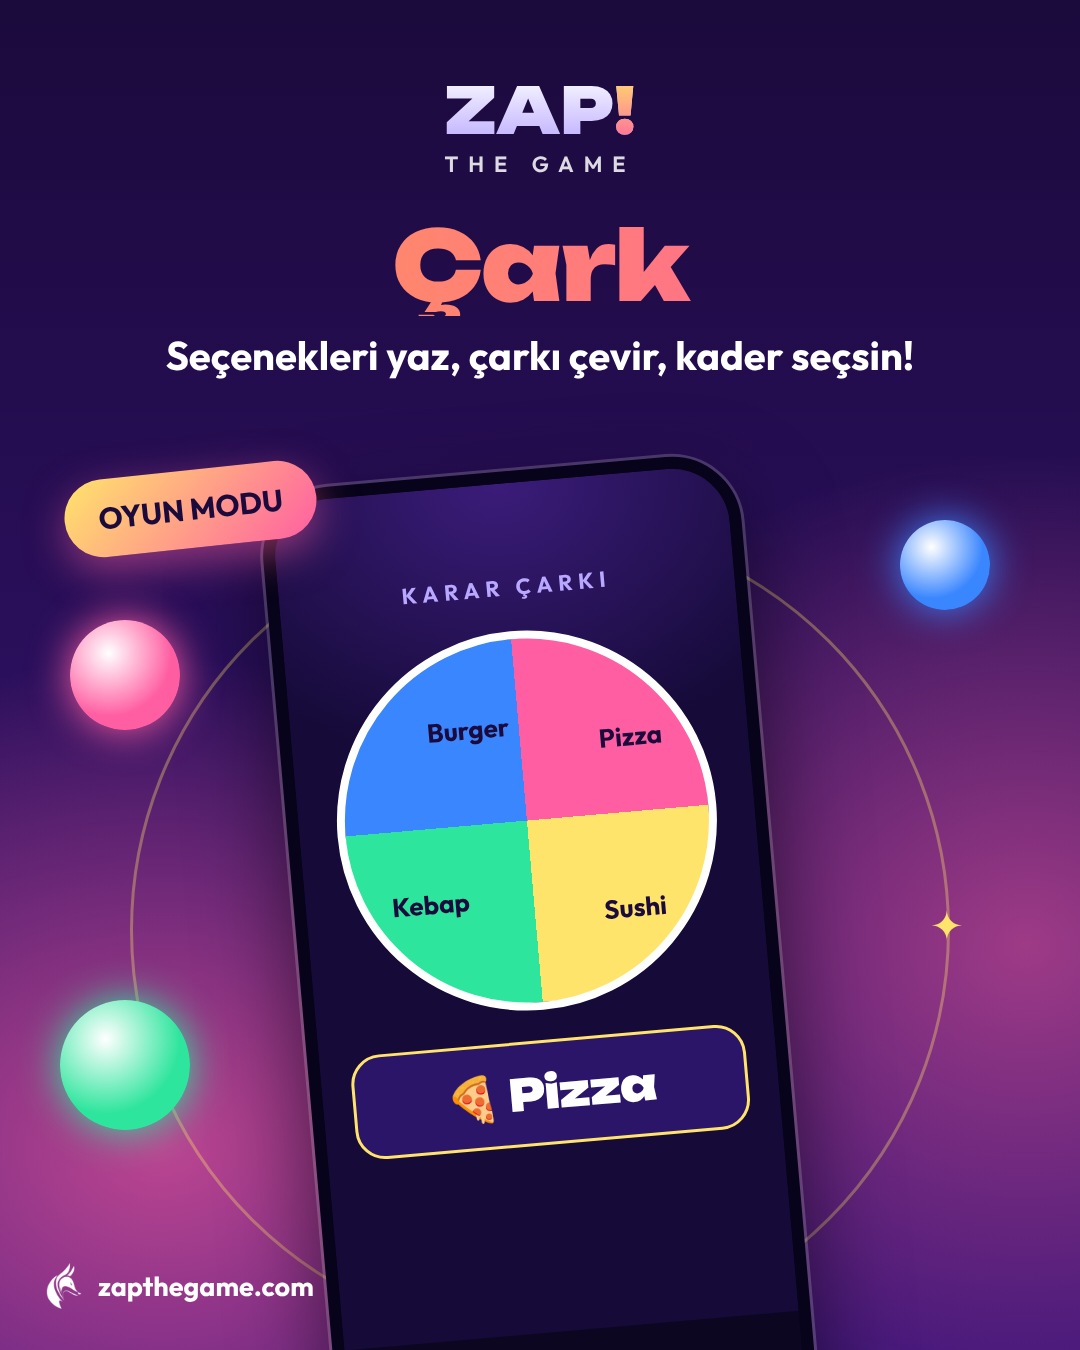 ZAP!
THE GAME
Çark
Seçenekleri yaz, çarkı çevir, kader seçsin!
OYUN MODU
KARAR ÇARKI
Burger
Pizza
Kebap
Sushi
🍕 Pizza
zapthegame.com